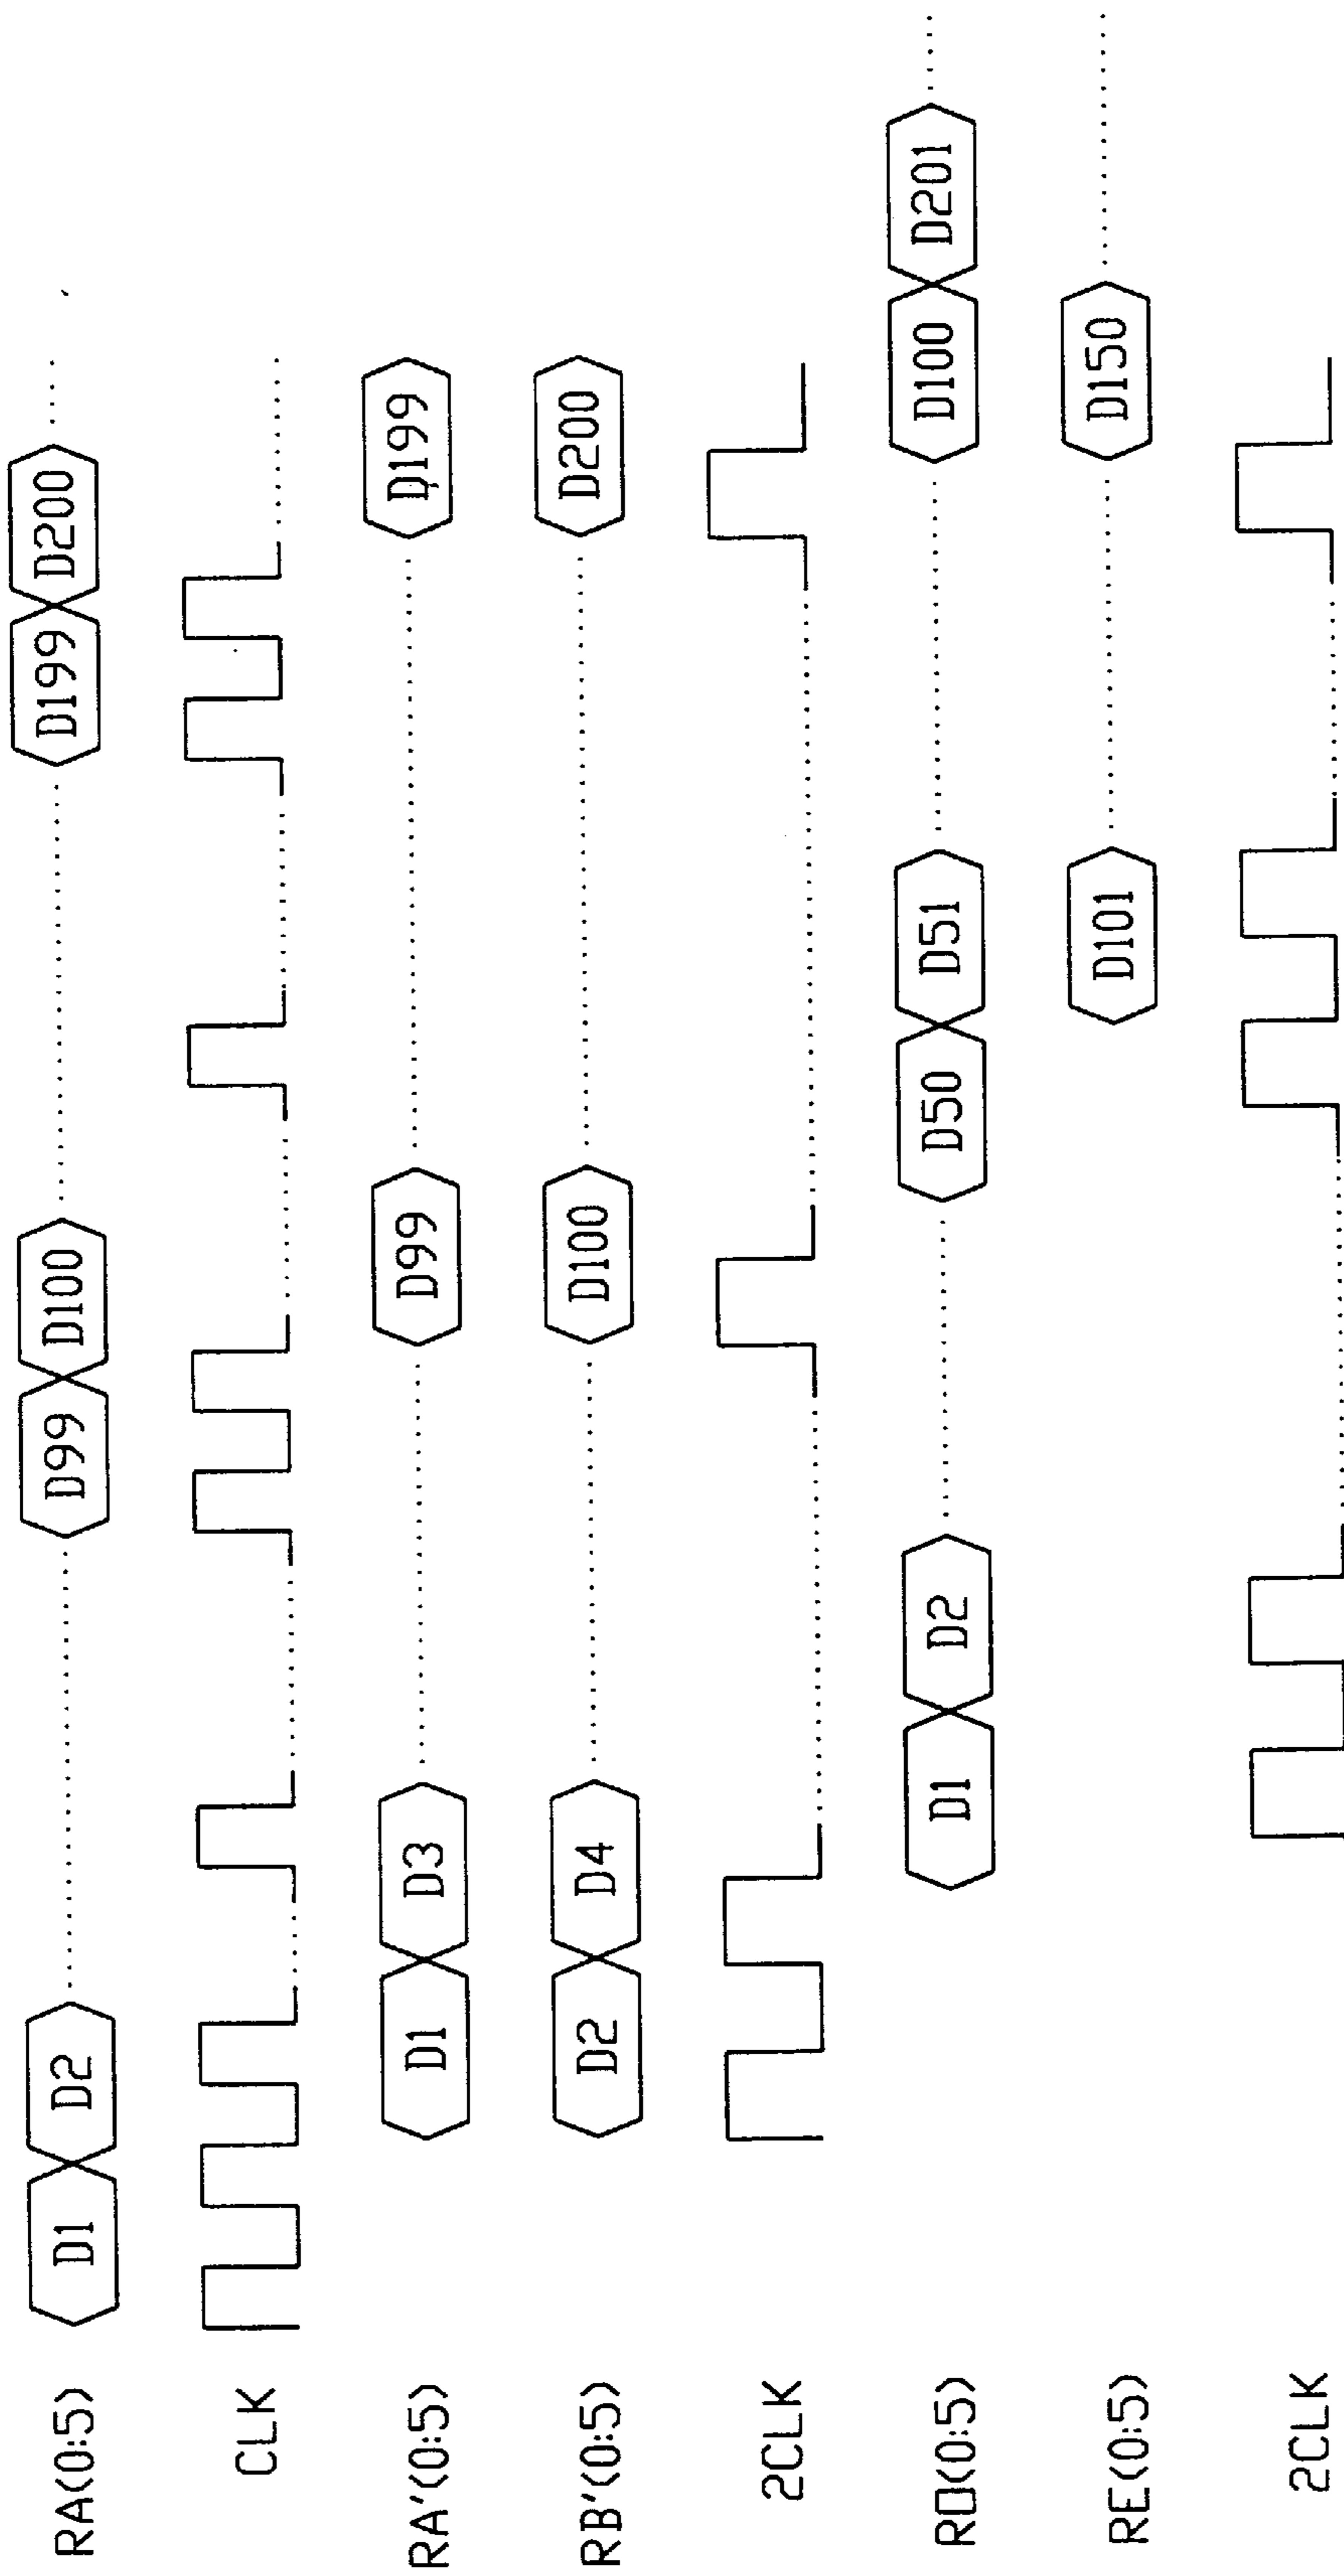 RA(0:5) D1 D2 D99 D100 D199 D200
CLK
RA'(0:5) D1 D3 D99 D199
RB'(0:5) D2 D4 D100 D200
2CLK
RO(0:5) D1 D2 D50 D51 D100 D201
RE(0:5) D101 D150
2CLK